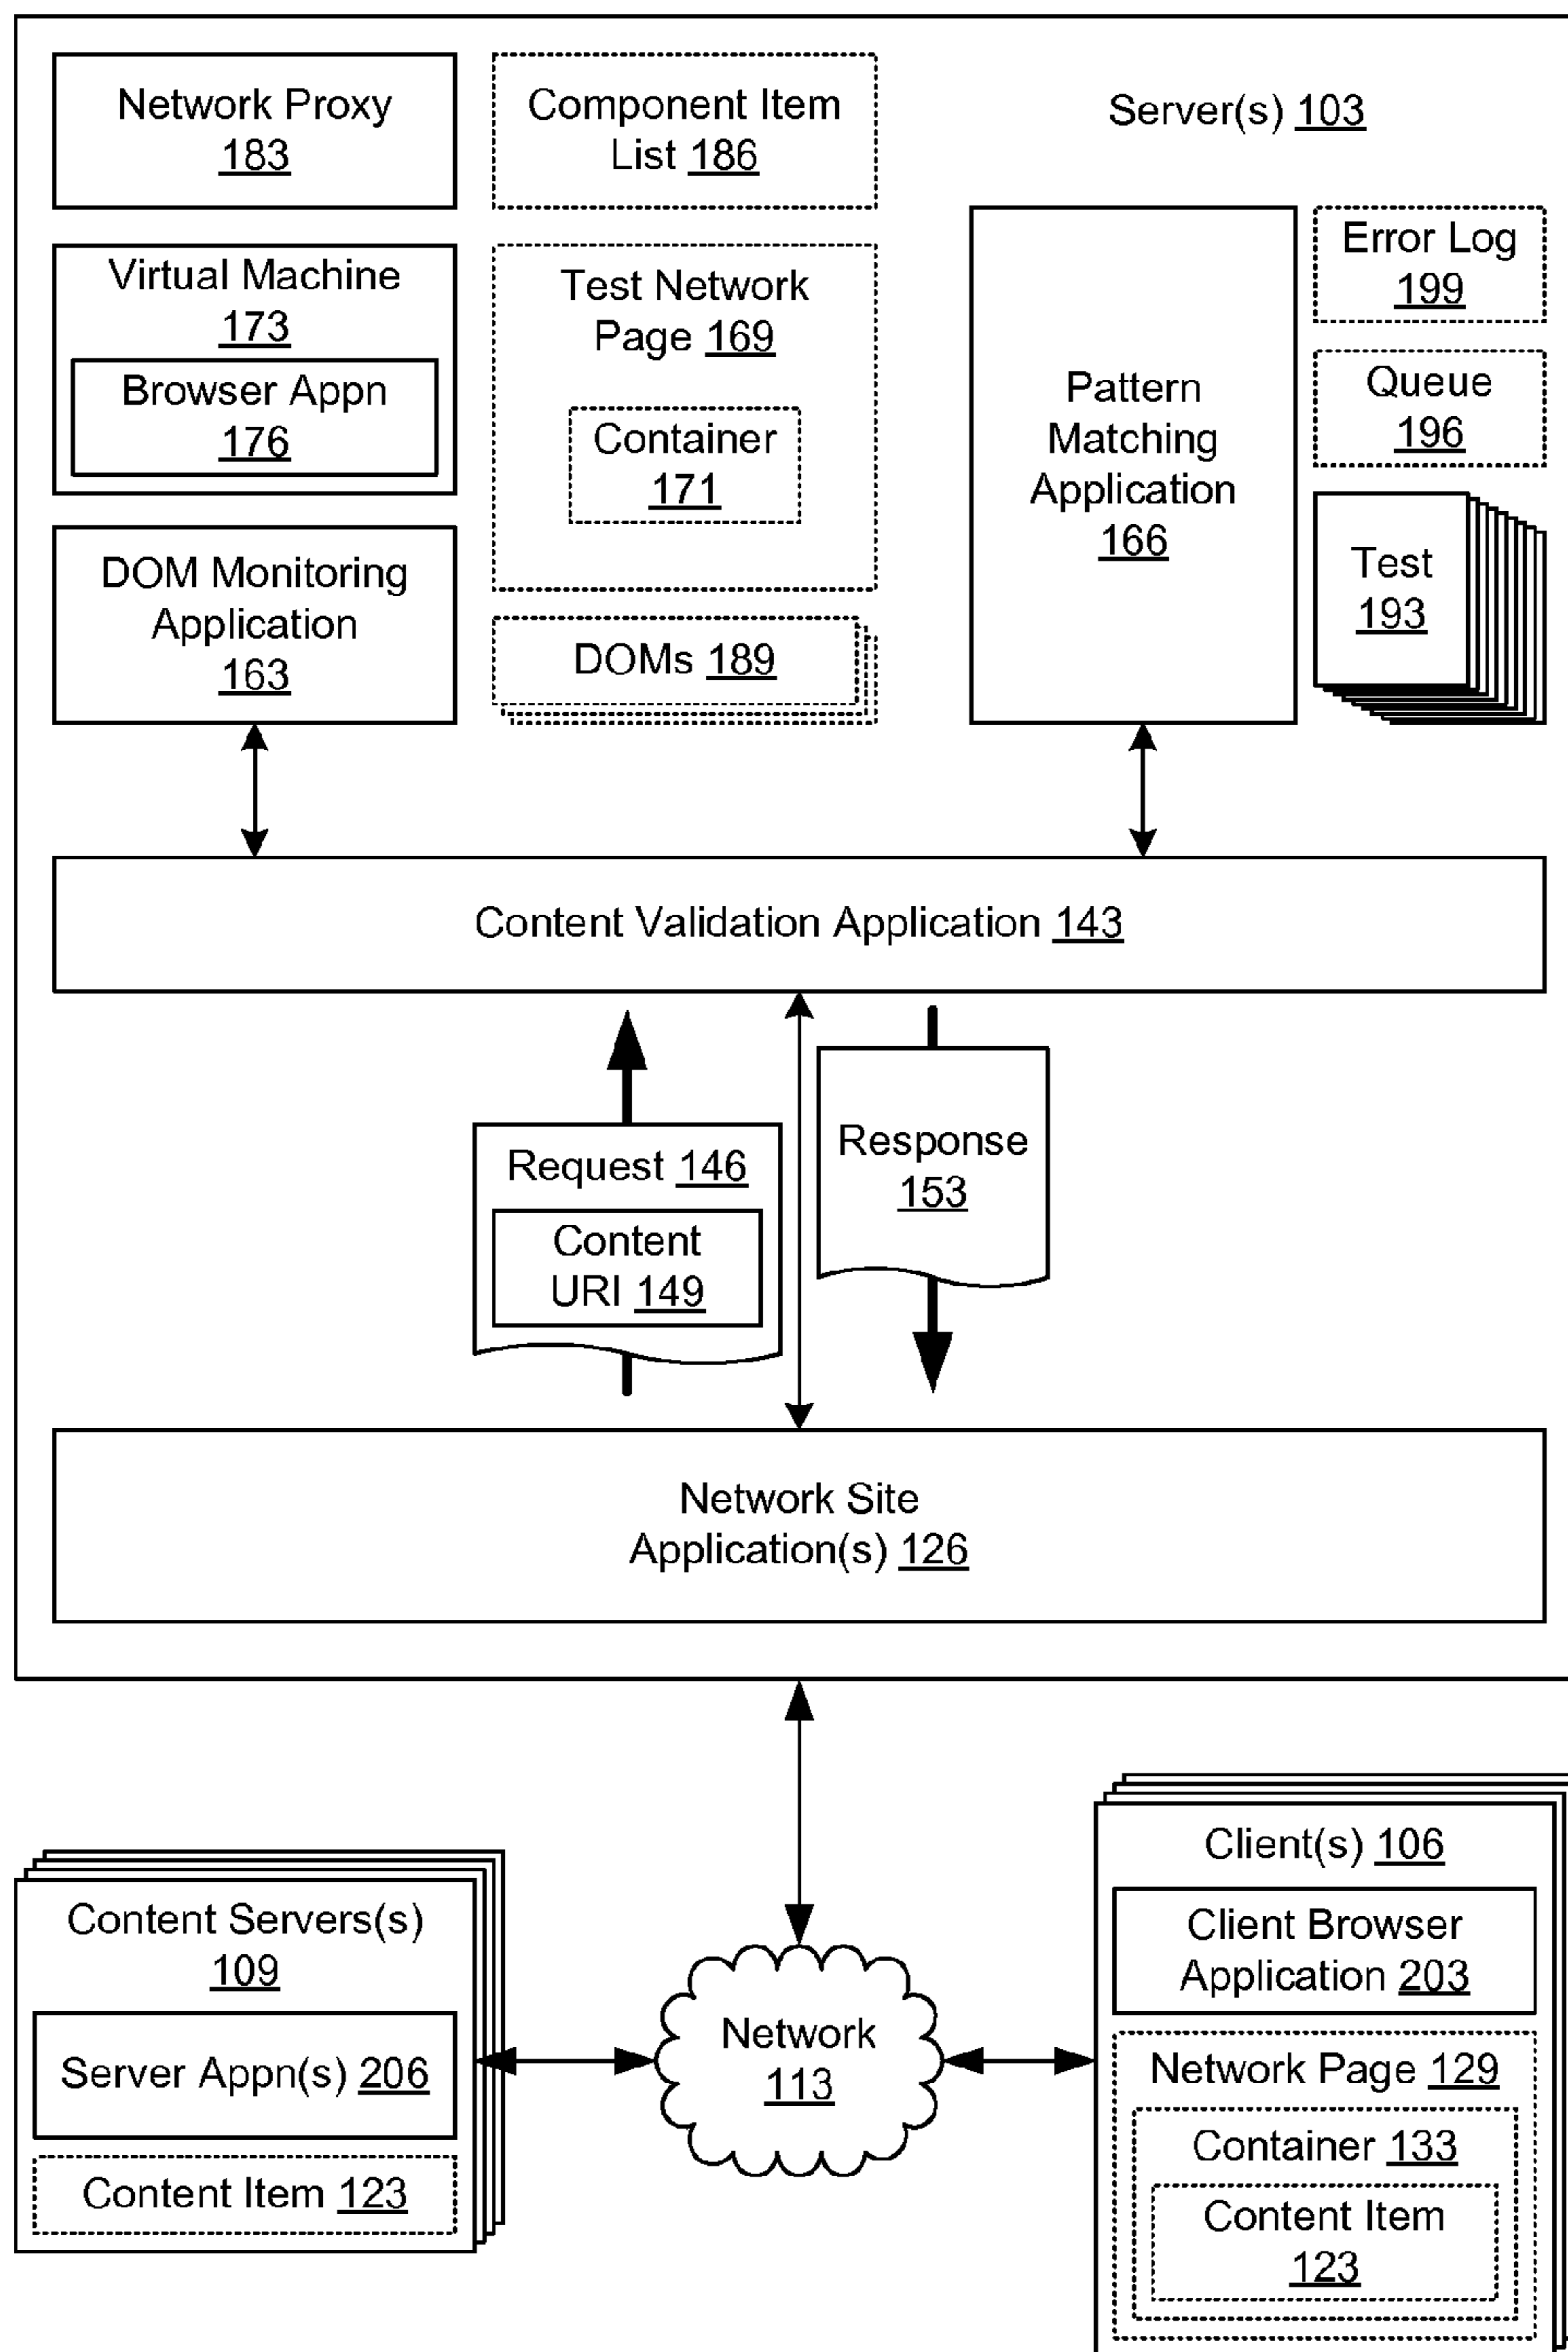 Network Proxy
183
Component Item
List 186
Server(s) 103
Virtual Machine
173
Browser Appn
176
Test Network
Page 169
Container
171
Pattern
Matching
Application
166
Error Log
199
Queue
196
Test
193
DOM Monitoring
Application
163
DOMs 189
Content Validation Application 143
Request 146
Content
URI 149
Response
153
Network Site
Application(s) 126
Content Servers(s)
109
Server Appn(s) 206
Content Item 123
Network
113
Client(s) 106
Client Browser
Application 203
Network Page 129
Container 133
Content Item
123